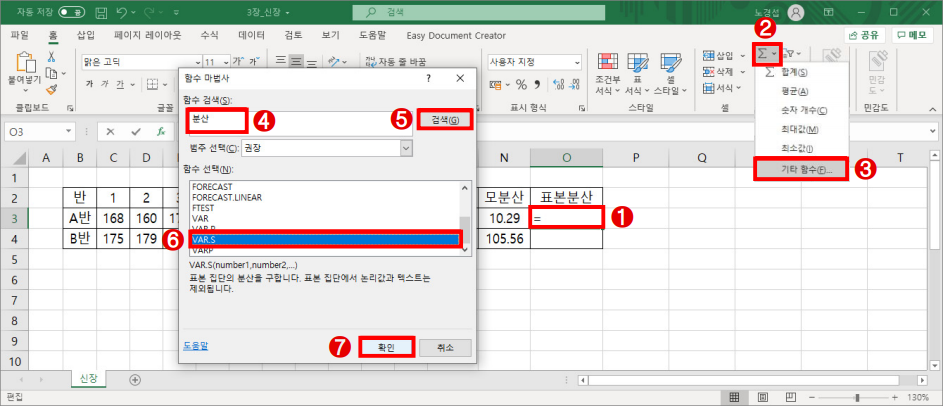 자동 저장 3장_신장 검색 노경섭
파일 홈 삽입 페이지 레이아웃 수식 데이터 검토 보기 도움말 Easy Document Creator 공유 메모
붙여넣기 맑은 고딕 11 가 가 자동 줄 바꿈 사용자 지정 조건부 서식 표 서식 셀 스타일 삽입 삭제 서식 민감도
가 가 가 % 9
클립보드 글꼴 표시 형식 스타일 민감도
❷
합계(S)
평균(A)
숫자 개수(C)
최대값(M)
최소값(I)
기타 함수(F)... ❸
O3 fx
A B C D N O P Q T
1
2 반 1 2 3 모분산 표본분산
3 A반 168 160 10.29 = ❶
4 B반 175 179 105.56
5
6
7
8
9
10
함수 마법사 ? ×
함수 검색(S):
분산 ❹ ❺ 검색(G)
범주 선택(C): 권장
함수 선택(N):
FORECAST
FORECAST.LINEAR
FTEST
VAR
VAR.P
❻ VAR.S
VARP
VAR.S(number1,number2,...)
표본 집단의 분산을 구합니다. 표본 집단에서 논리값과 텍스트는
제외됩니다.
도움말 ❼ 확인 취소
신장
편집 130%